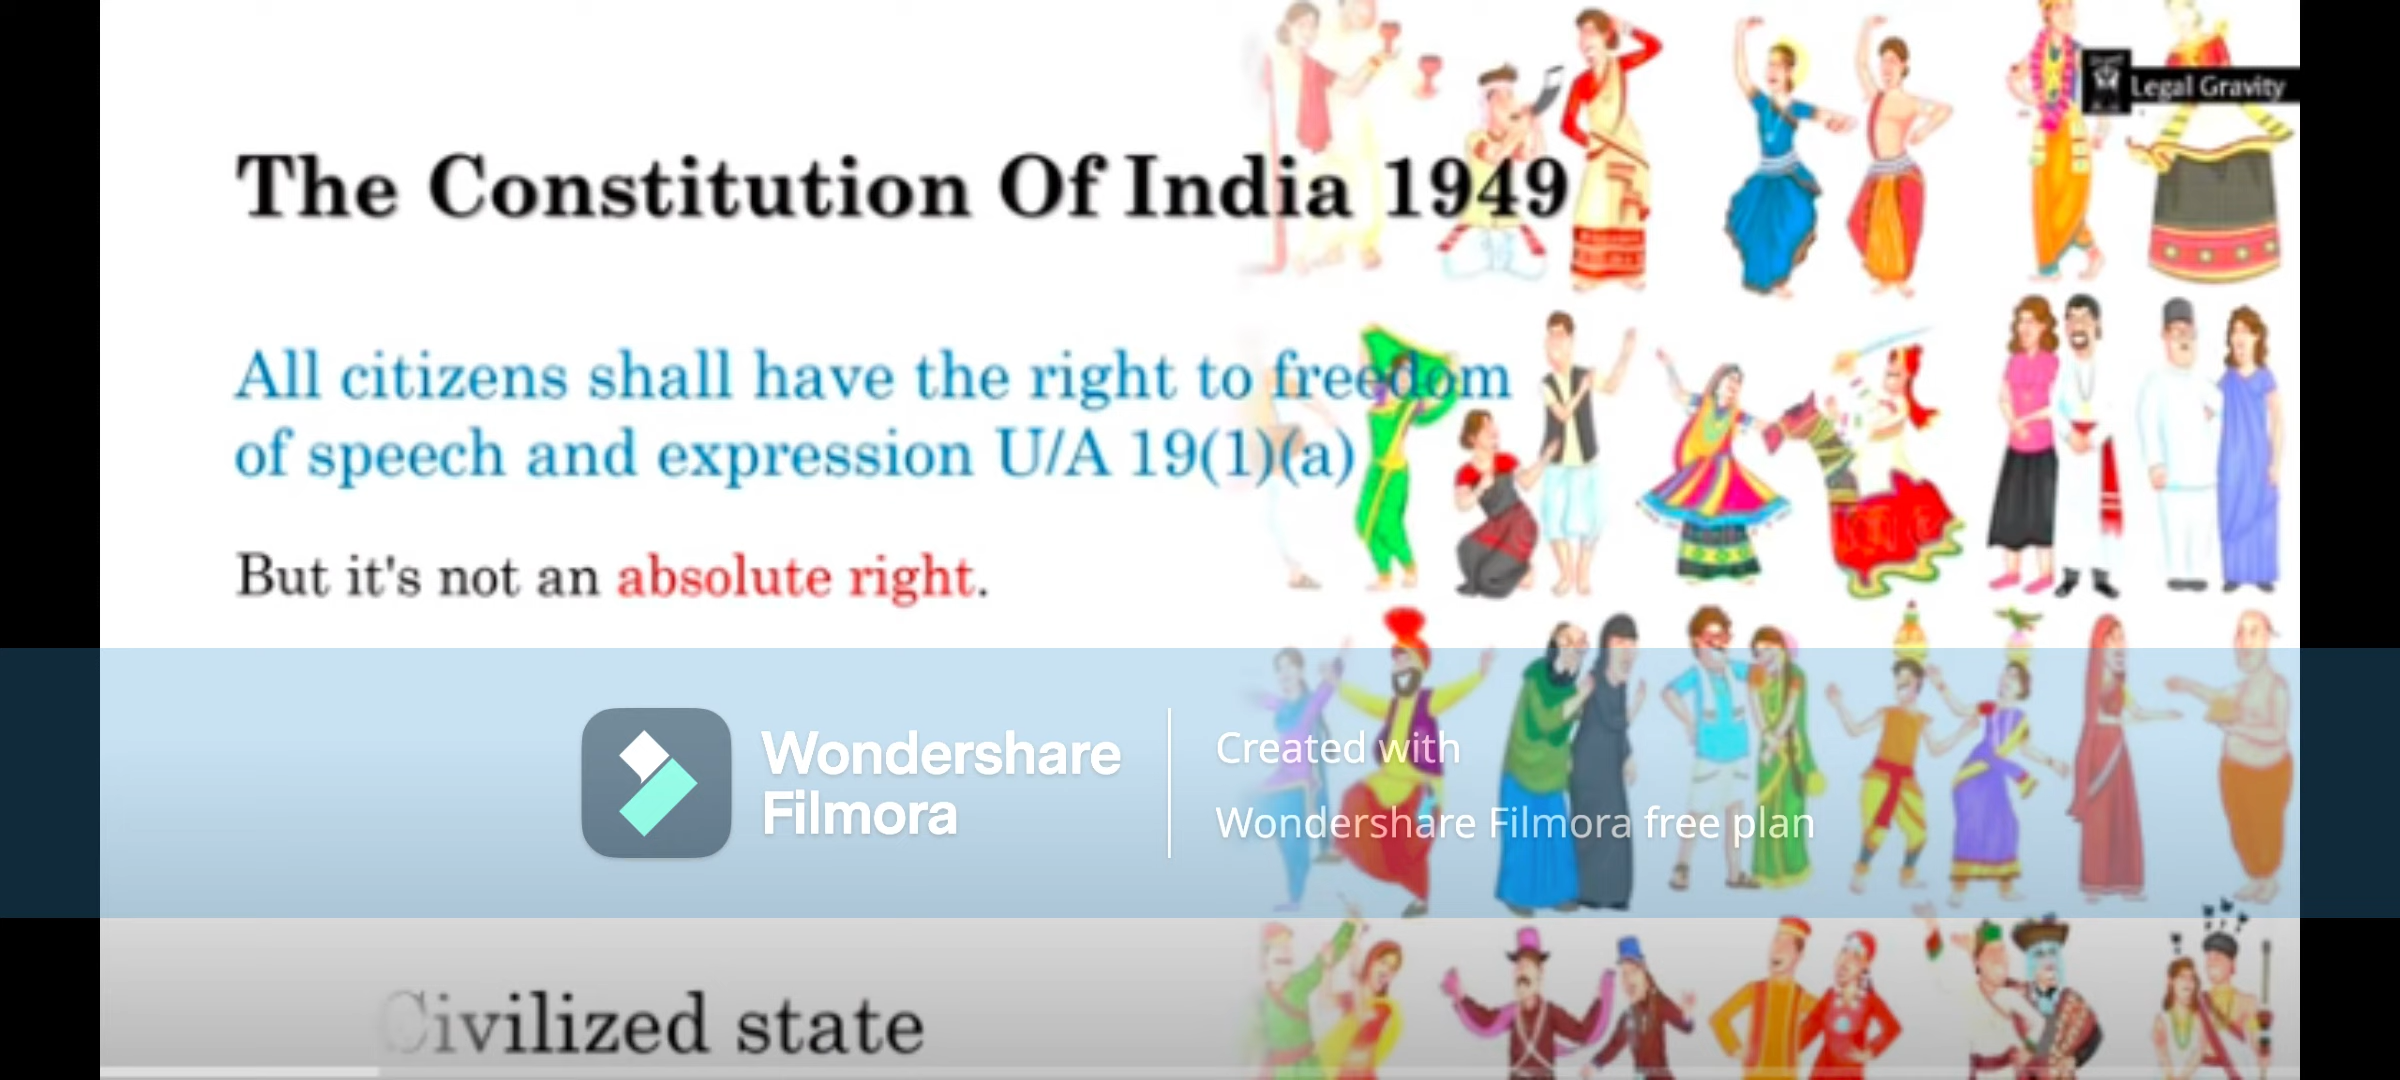 Legal Gravity
The Constitution Of India 1949
All citizens shall have the right to freedom
of speech and expression U/A 19(1)(a)
But it's not an absolute right.
Wondershare
Filmora
Created with
Wondershare Filmora free plan
Civilized state